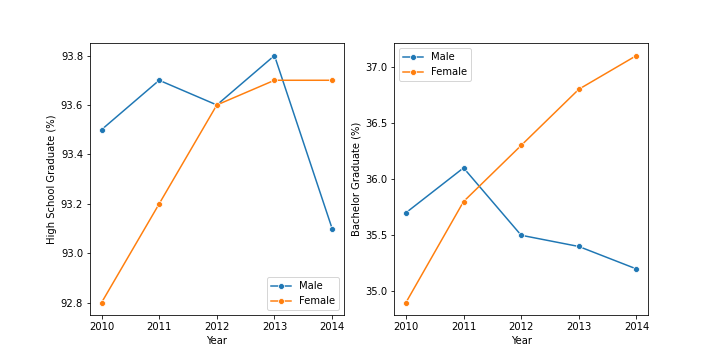 93.8
93.6
93.4
93.2
93.0
92.8
High School Graduate (%)
2010 2011 2012 2013 2014
Year
Male
Female
37.0
36.5
36.0
35.5
35.0
Bachelor Graduate (%)
2010 2011 2012 2013 2014
Year
Male
Female